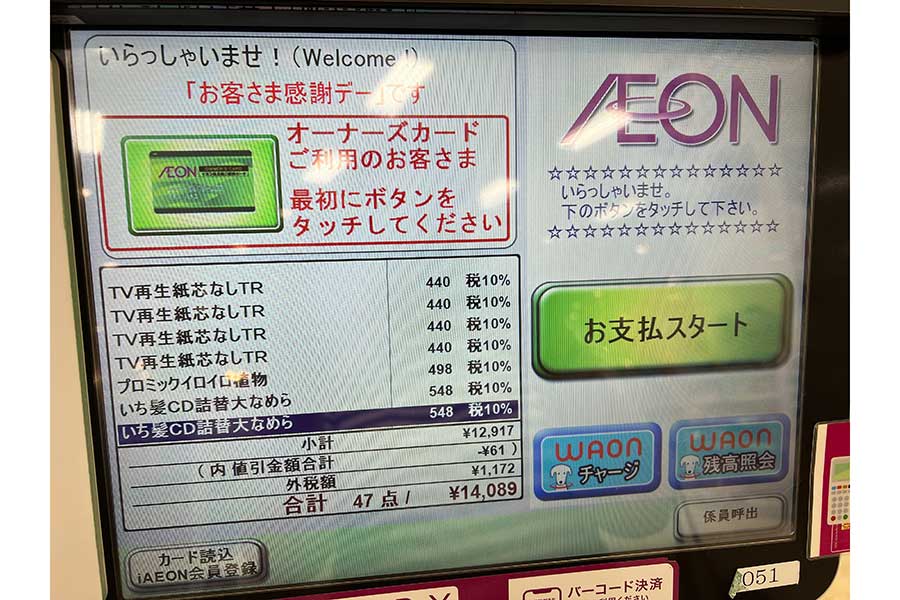 いらっしゃいませ！（Welcome！）
「お客さま感謝デー」です
AEON
オーナーズカード
ご利用のお客さま
最初にボタンを
タッチしてください
TV再生紙芯なしTR 440 税10%
TV再生紙芯なしTR 440 税10%
TV再生紙芯なしTR 440 税10%
TV再生紙芯なしTR 440 税10%
プロミックイロイロ植物 498 税10%
いち髪CD詰替大なめら 548 税10%
いち髪CD詰替大なめら 548 税10%
小計 ¥12,917
（内 値引金額合計 -¥61）
外税額 ¥1,172
合計 47点/ ¥14,089
カード読込
iAEON会員登録
ÆON
☆☆☆☆☆☆☆☆☆☆☆☆☆☆
いらっしゃいませ。
下のボタンをタッチして下さい。
☆☆☆☆☆☆☆☆☆☆☆☆☆☆
お支払スタート
WAON
チャージ
WAON
残高照会
係員呼出
051
バーコード決済